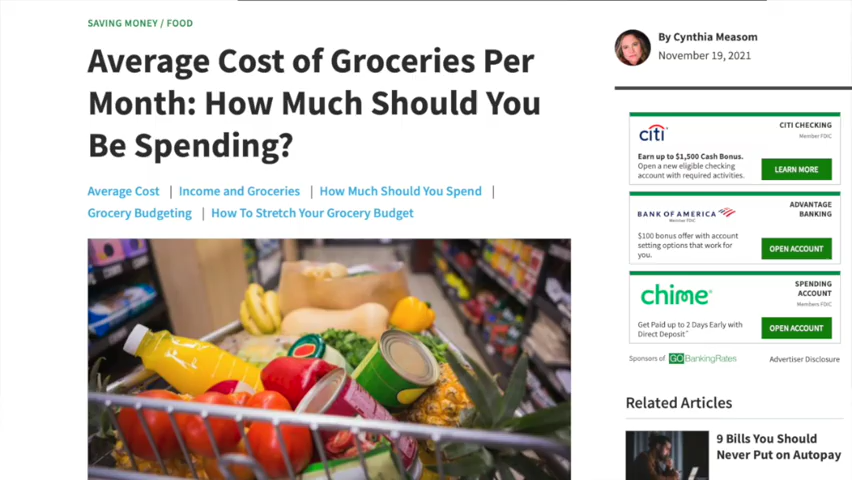 SAVING MONEY / FOOD
Average Cost of Groceries Per
Month: How Much Should You
Be Spending?
Average Cost | Income and Groceries | How Much Should You Spend |
Grocery Budgeting | How To Stretch Your Grocery Budget
By Cynthia Measom
November 19, 2021
citi
CITI CHECKING
Member FDIC
Earn up to $1,500 Cash Bonus.
Open a new eligible checking
account with required activities.
LEARN MORE
BANK OF AMERICA
Member FDIC
ADVANTAGE
BANKING
$100 bonus offer with account
setting options that work for
you.
OPEN ACCOUNT
chime
SPENDING
ACCOUNT
Members FDIC
Get Paid up to 2 Days Early with
Direct Deposit^
OPEN ACCOUNT
Sponsors of GOBankingRates
Advertiser Disclosure
Related Articles
9 Bills You Should
Never Put on Autopay